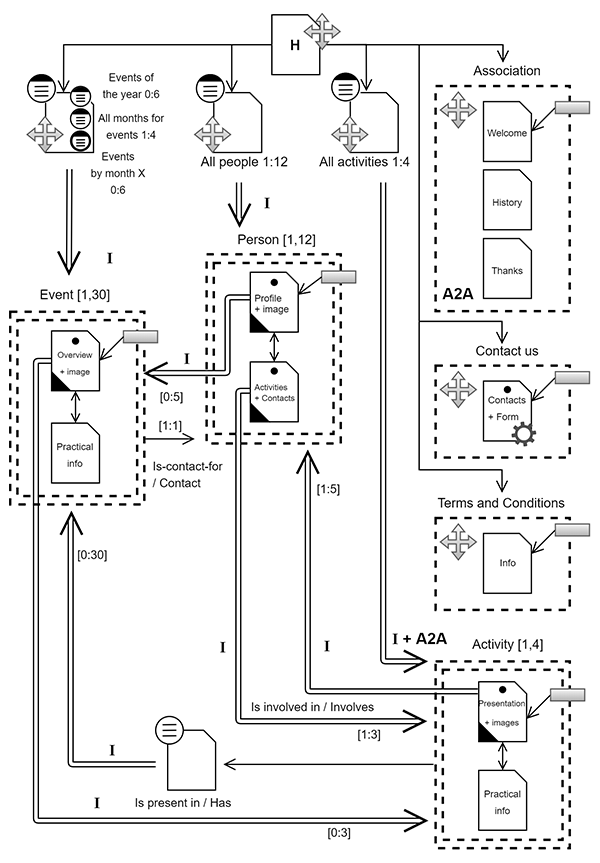 H
Events of
the year 0:6
All months for
events 1:4
Events
by month X
0:6
All people 1:12
All activities 1:4
Association
Welcome
History
Thanks
A2A
I
I
Person [1,12]
Profile
+ image
Activities
+ Contacts
Event [1,30]
Overview
+ image
Practical
info
I
[0:5]
[1:1]
Is-contact-for
/ Contact
Contact us
Contacts
+ Form
Terms and Conditions
Info
[1:5]
[0:30]
I
I
I + A2A
Activity [1,4]
Presentation
+ images
Practical
info
Is involved in / Involves
[1:3]
I
Is present in / Has
I
[0:3]